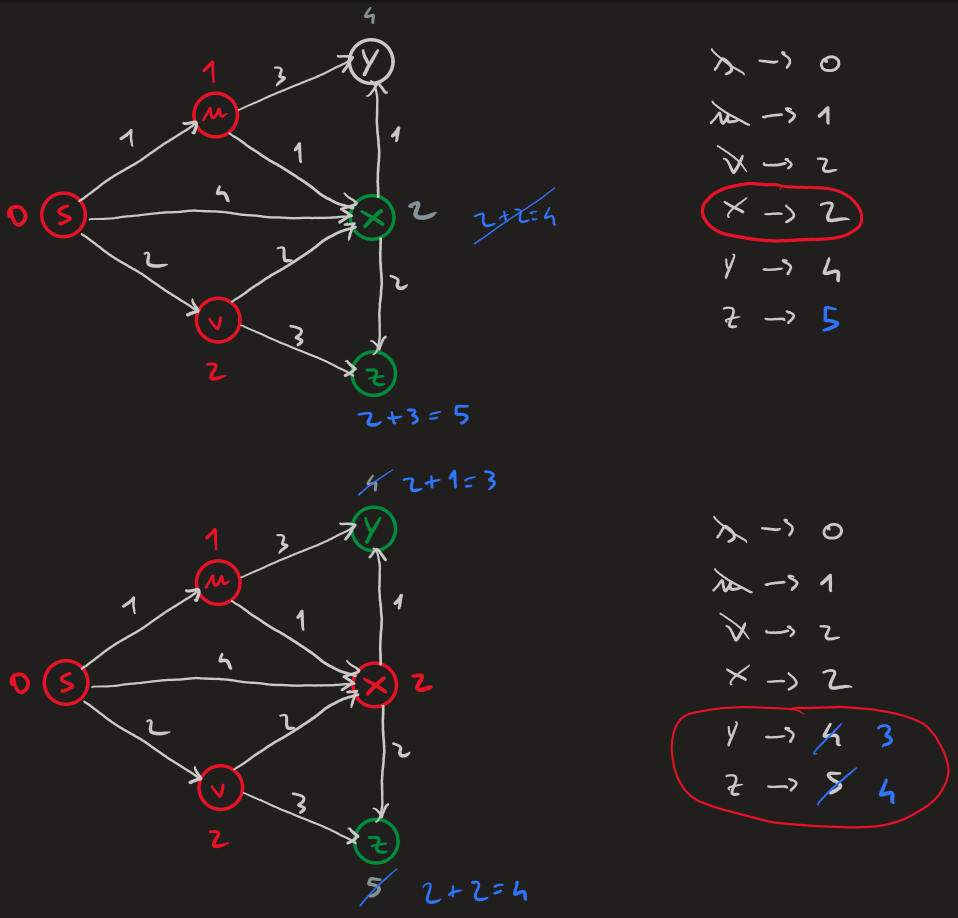 4
1
u
3
y
1
1
1
0
s
4
x
2
2+2=4
2
2
2
v
3
2
z
2+3=5
s -> 0
u -> 1
v -> 2
x -> 2
y -> 4
z -> 5
4 2+1=3
1
u
3
y
1
1
1
0
s
4
x
2
2
2
2
v
3
2
z
5 2+2=4
s -> 0
u -> 1
v -> 2
x -> 2
y -> 4 3
z -> 5 4